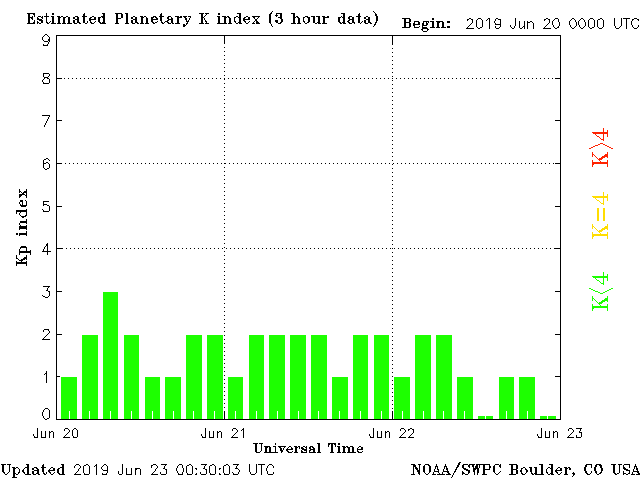 Estimated Planetary K index (3 hour data) Begin: 2019 Jun 20 0000 UTC
9
8
7
6
5
4
3
2
1
0
Kp index
K>4
K=4
K<4
Jun 20 Jun 21 Jun 22 Jun 23
Universal Time
Updated 2019 Jun 23 00:30:03 UTC NOAA/SWPC Boulder, CO USA